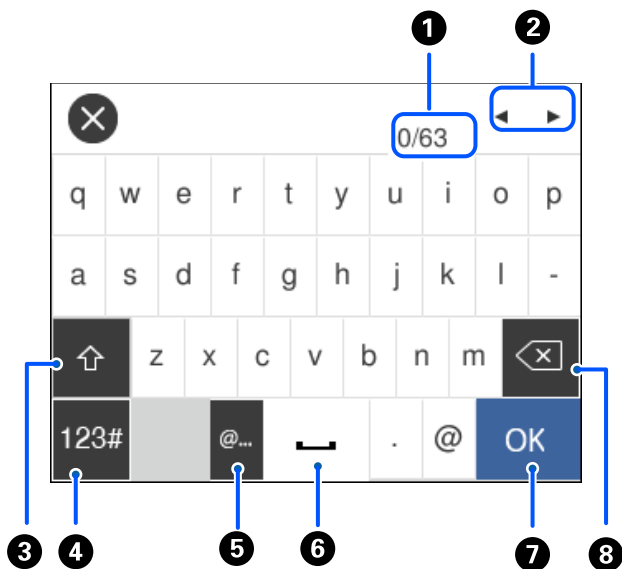 1 2
0/63
q w e r t y u i o p
a s d f g h j k l -
z x c v b n m
123# @... . @ OK
3 4 5 6 7 8